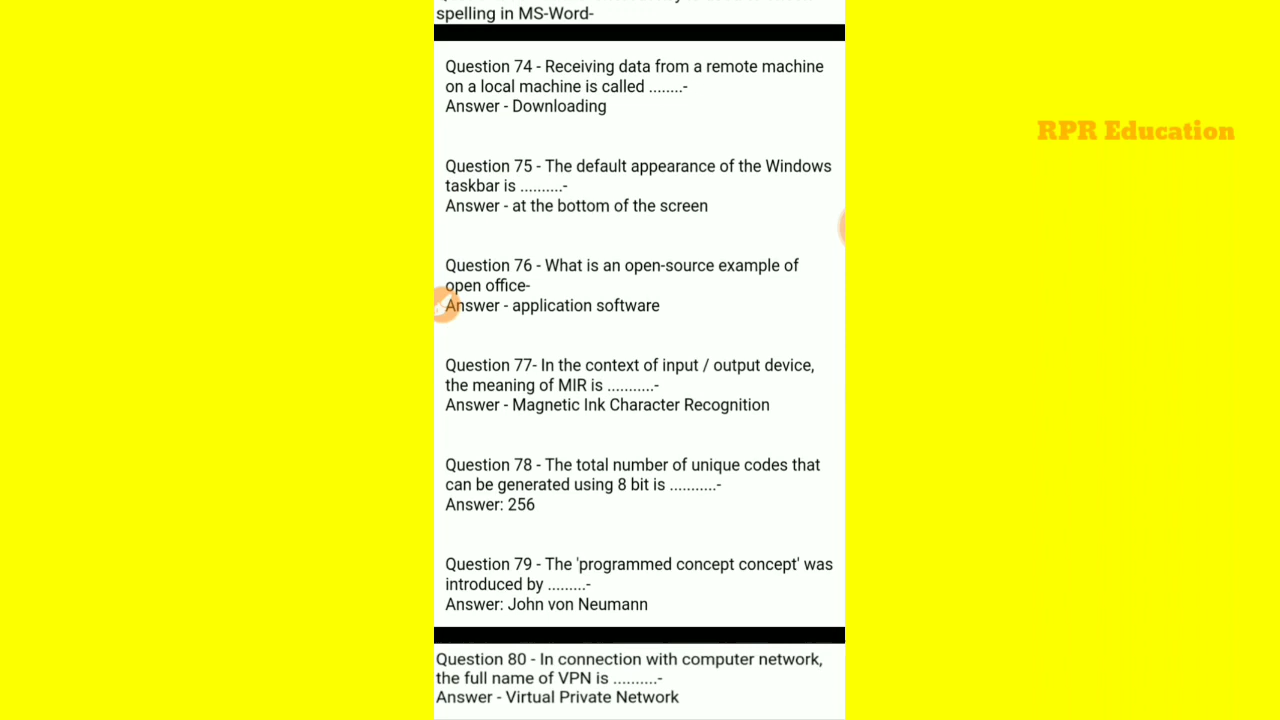 spelling in MS-Word-
Question 74 - Receiving data from a remote machine
on a local machine is called ........-
Answer - Downloading
RPR Education
Question 75 - The default appearance of the Windows
taskbar is ..........-
Answer - at the bottom of the screen
Question 76 - What is an open-source example of
open office-
Answer - application software
Question 77- In the context of input / output device,
the meaning of MIR is ...........-
Answer - Magnetic Ink Character Recognition
Question 78 - The total number of unique codes that
can be generated using 8 bit is ...........-
Answer: 256
Question 79 - The 'programmed concept concept' was
introduced by .........-
Answer: John von Neumann
Question 80 - In connection with computer network,
the full name of VPN is ..........-
Answer - Virtual Private Network